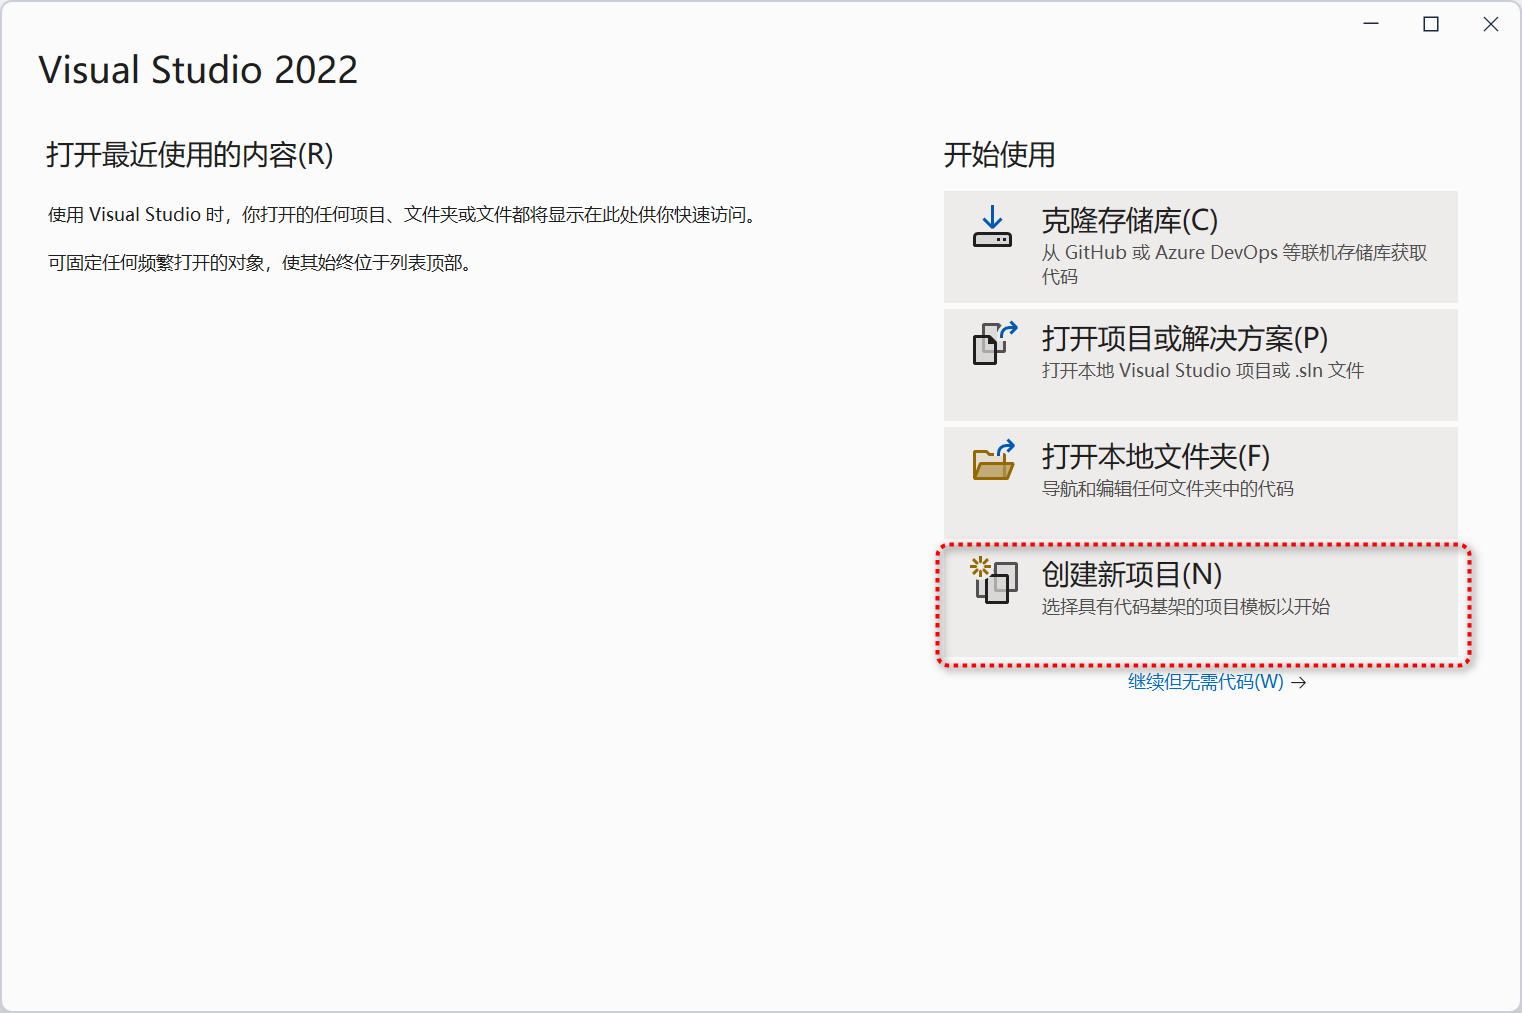 Visual Studio 2022
打开最近使用的内容(R)
使用 Visual Studio 时，你打开的任何项目、文件夹或文件都将显示在此处供你快速访问。
可固定任何频繁打开的对象，使其始终位于列表顶部。
开始使用
克隆存储库(C)
从 GitHub 或 Azure DevOps 等联机存储库获取
代码
打开项目或解决方案(P)
打开本地 Visual Studio 项目或 .sln 文件
打开本地文件夹(F)
导航和编辑任何文件夹中的代码
创建新项目(N)
选择具有代码基架的项目模板以开始
继续但无需代码(W) →